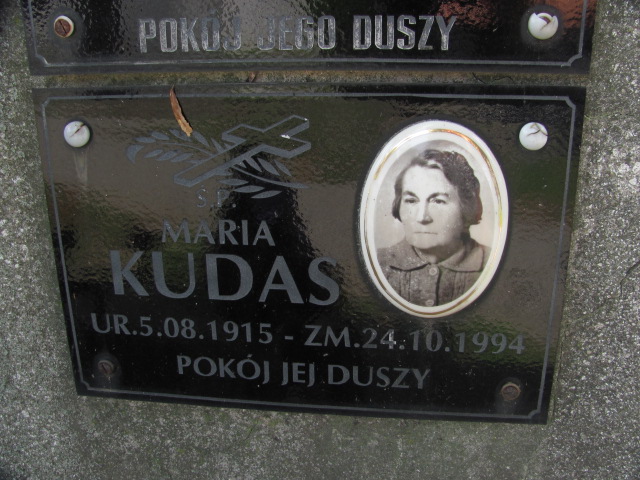 POKÓJ JEGO DUSZY
Ś P
MARIA
KUDAS
UR.5.08.1915 - ZM.24.10.1994
POKÓJ JEJ DUSZY